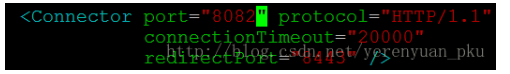 <Connector port="8082" protocol="HTTP/1.1"
connectionTimeout="20000"
redirectPort="8443" />
http://blog.csdn.net/yerenyuan_pku